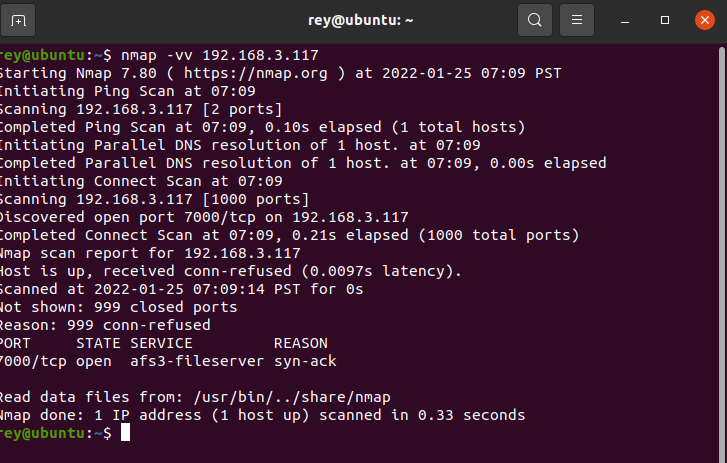 rey@ubuntu: ~
rey@ubuntu:~$ nmap -vv 192.168.3.117
Starting Nmap 7.80 ( https://nmap.org ) at 2022-01-25 07:09 PST
Initiating Ping Scan at 07:09
Scanning 192.168.3.117 [2 ports]
Completed Ping Scan at 07:09, 0.10s elapsed (1 total hosts)
Initiating Parallel DNS resolution of 1 host. at 07:09
Completed Parallel DNS resolution of 1 host. at 07:09, 0.00s elapsed
Initiating Connect Scan at 07:09
Scanning 192.168.3.117 [1000 ports]
Discovered open port 7000/tcp on 192.168.3.117
Completed Connect Scan at 07:09, 0.21s elapsed (1000 total ports)
Nmap scan report for 192.168.3.117
Host is up, received conn-refused (0.0097s latency).
Scanned at 2022-01-25 07:09:14 PST for 0s
Not shown: 999 closed ports
Reason: 999 conn-refused
PORT     STATE SERVICE         REASON
7000/tcp open  afs3-fileserver syn-ack
Read data files from: /usr/bin/../share/nmap
Nmap done: 1 IP address (1 host up) scanned in 0.33 seconds
rey@ubuntu:~$